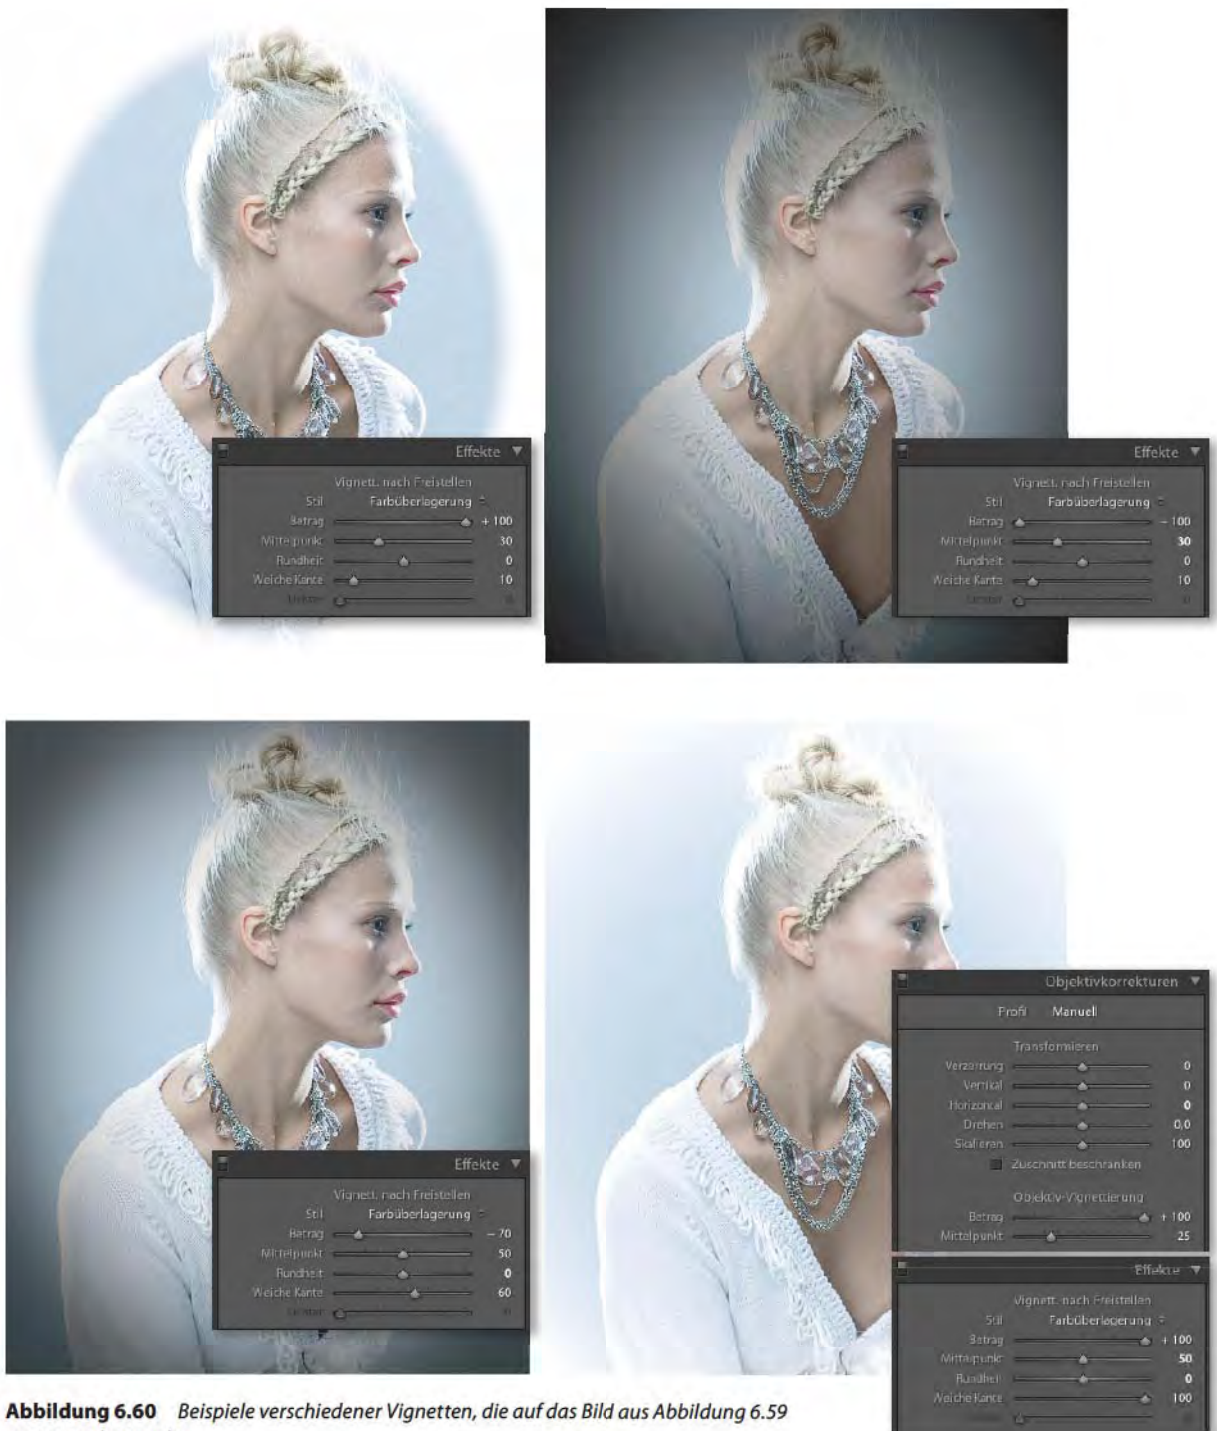 Effekte
Vignett. nach Freistellen
Stil Farbüberlagerung
Betrag + 100
Mittelpunkt 30
Rundheit 0
Weiche Kante 10
Lichter
Effekte
Vignett. nach Freistellen
Stil Farbüberlagerung
Betrag – 100
Mittelpunkt 30
Rundheit 0
Weiche Kante 10
Lichter
Effekte
Vignett. nach Freistellen
Stil Farbüberlagerung
Betrag – 70
Mittelpunkt 50
Rundheit 0
Weiche Kante 60
Lichter
Objektivkorrekturen
Profil Manuell
Transformieren
Verzerrung 0
Vertikal 0
Horizontal 0
Drehen 0,0
Skalieren 100
Zuschnitt beschränken
Objektiv-Vignettierung
Betrag + 100
Mittelpunkt 25
Effekte
Vignett. nach Freistellen
Stil Farbüberlagerung
Betrag + 100
Mittelpunkt 50
Rundheit 0
Weiche Kante 100
Abbildung 6.60 Beispiele verschiedener Vignetten, die auf das Bild aus Abbildung 6.59